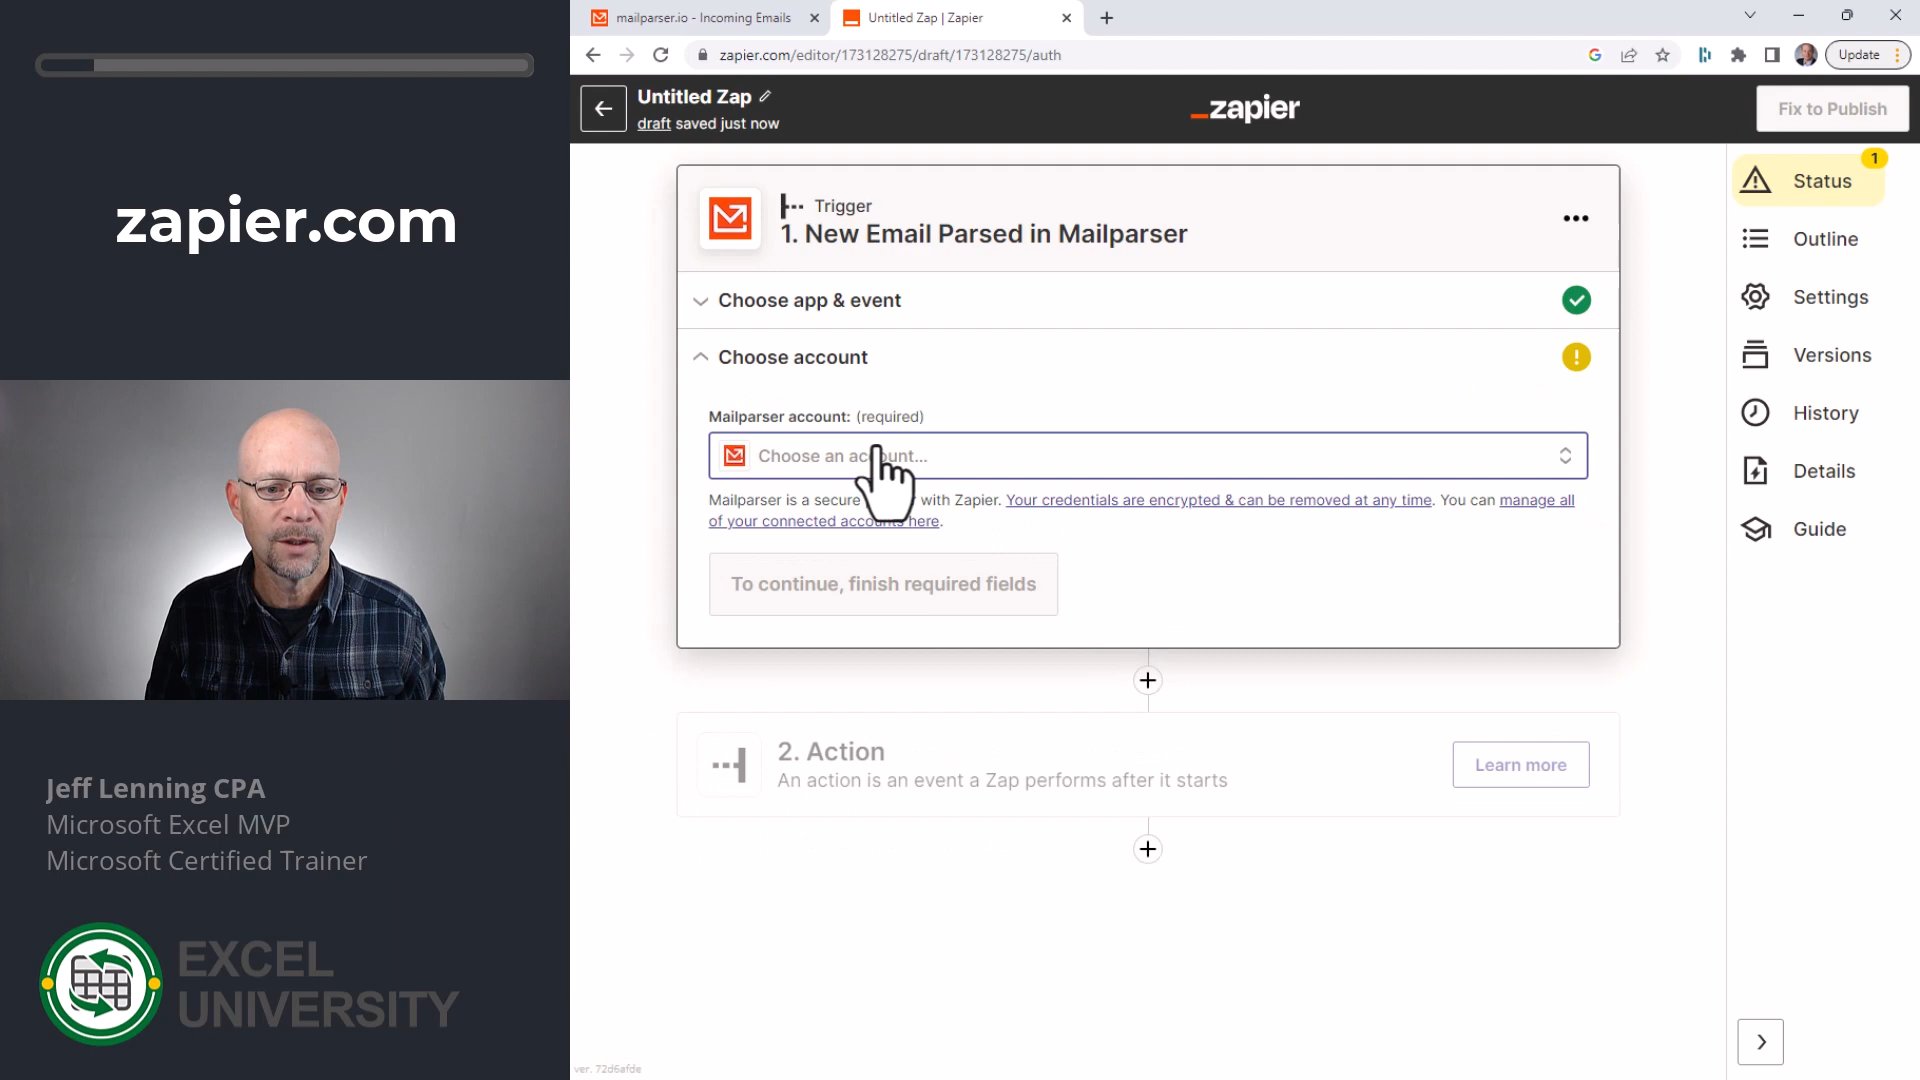 mailparser.io - Incoming Emails
Untitled Zap | Zapier
zapier.com/editor/173128275/draft/173128275/auth
Update
zapier.com
Untitled Zap
draft saved just now
_zapier
Fix to Publish
Trigger
1. New Email Parsed in Mailparser
Choose app & event
Choose account
Mailparser account: (required)
Choose an account...
Mailparser is a secure with Zapier. Your credentials are encrypted & can be removed at any time. You can manage all
of your connected accounts here.
To continue, finish required fields
2. Action
An action is an event a Zap performs after it starts
Learn more
1
Status
Outline
Settings
Versions
History
Details
Guide
Jeff Lenning CPA
Microsoft Excel MVP
Microsoft Certified Trainer
EXCEL
UNIVERSITY
ver. 72d6afde